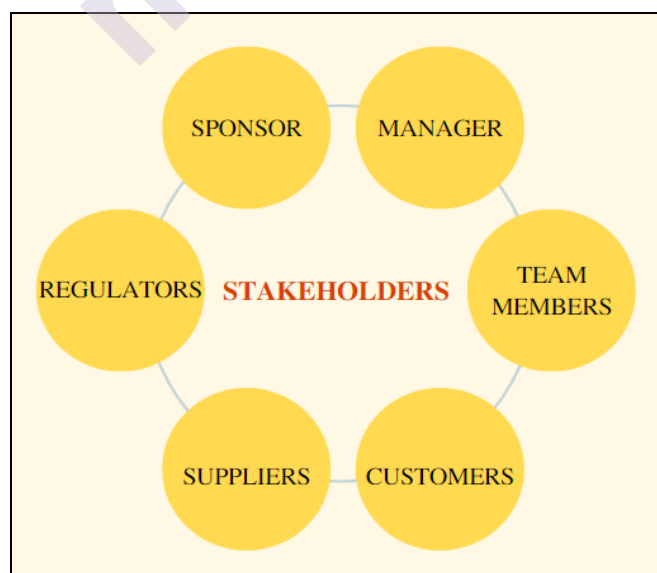 SPONSOR
MANAGER
REGULATORS
STAKEHOLDERS
TEAM
MEMBERS
SUPPLIERS
CUSTOMERS